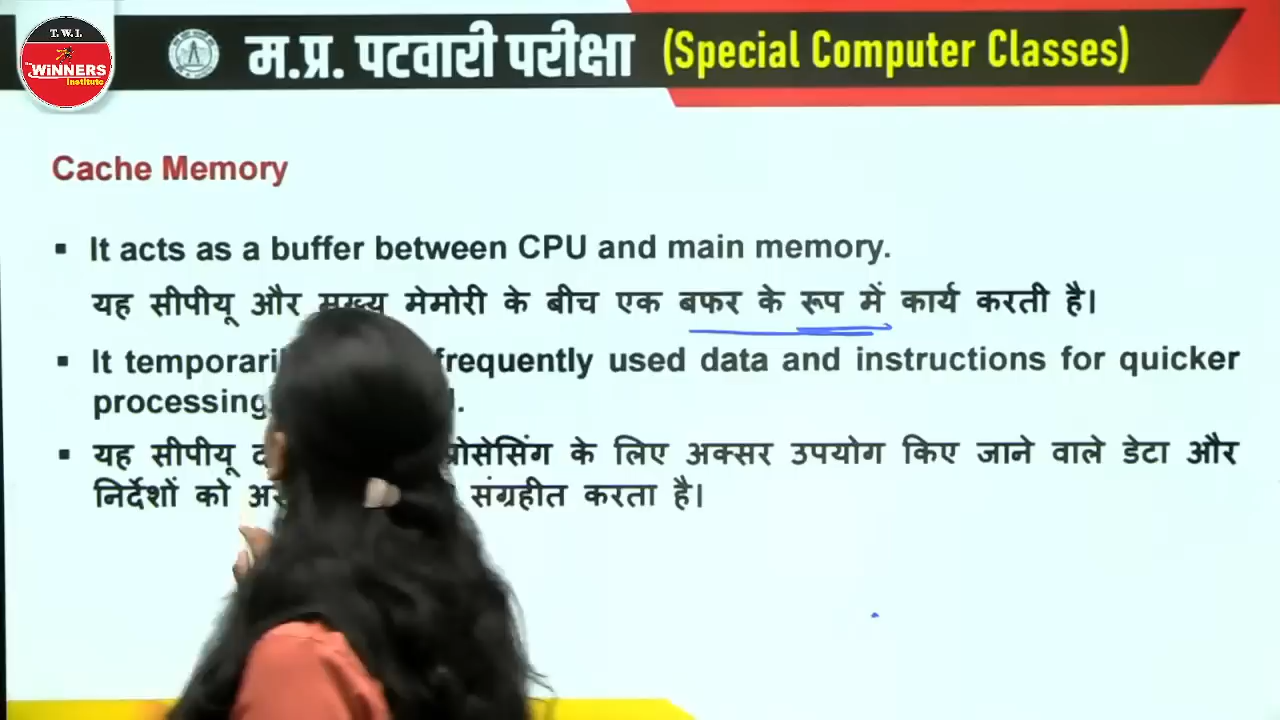 T.W.I.
WiNNERS
Institute
म.प्र. पटवारी परीक्षा (Special Computer Classes)
Cache Memory
▪ It acts as a buffer between CPU and main memory.
यह सीपीयू और मुख्य मेमोरी के बीच एक बफर के रूप में कार्य करती है।
▪ It frequently used data and instructions for quicker
processing
▪ यह सीपीयू प्रोसेसिंग के लिए अक्सर उपयोग किए जाने वाले डेटा और
निर्देशों को संग्रहीत करता है।